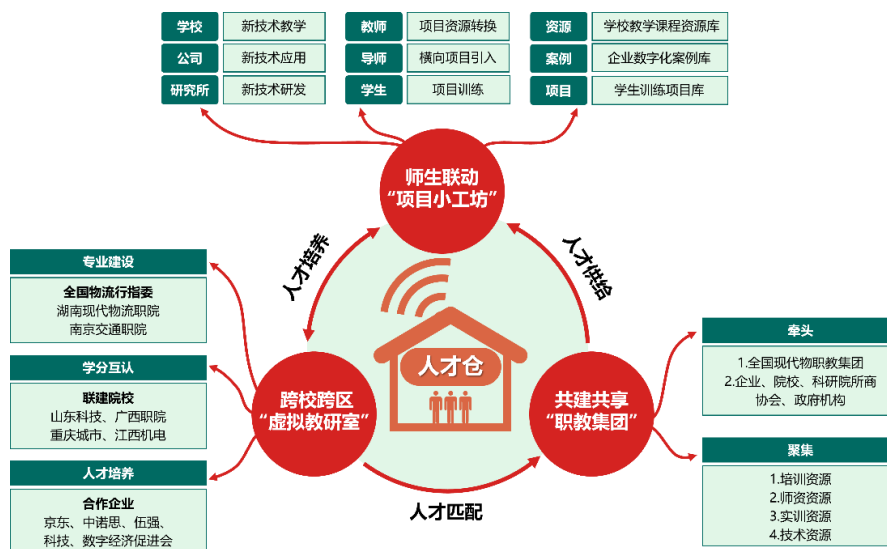 学校 新技术教学
公司 新技术应用
研究所 新技术研发
教师 项目资源转换
导师 横向项目引入
学生 项目训练
资源 学校教学课程资源库
案例 企业数字化案例库
项目 学生训练项目库
师生联动
“项目小工坊”
人才培养
人才供给
专业建设
全国物流行指委
湖南现代物流职院
南京交通职院
学分互认
联建院校
山东科技、广西职院
重庆城市、江西机电
人才培养
合作企业
京东、中诺思、伍强、
科技、数字经济促进会
跨校跨区
“虚拟教研室”
人才仓
共建共享
“职教集团”
人才匹配
牵头
1.全国现代物职教集团
2.企业、院校、科研院所商
协会、政府机构
聚集
1.培训资源
2.师资资源
3.实训资源
4.技术资源